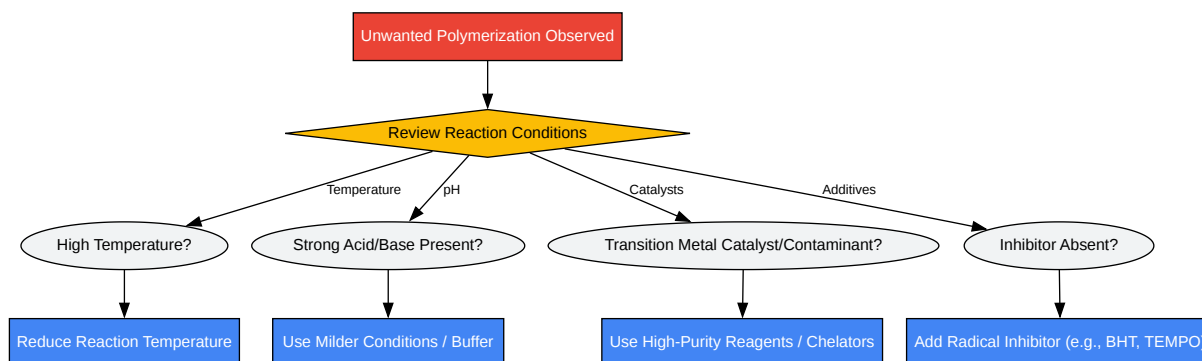 Unwanted Polymerization Observed
Review Reaction Conditions
Temperature
pH
Catalysts
Additives
High Temperature?
Strong Acid/Base Present?
Transition Metal Catalyst/Contaminant?
Inhibitor Absent?
Reduce Reaction Temperature
Use Milder Conditions / Buffer
Use High-Purity Reagents / Chelators
Add Radical Inhibitor (e.g., BHT, TEMPO)